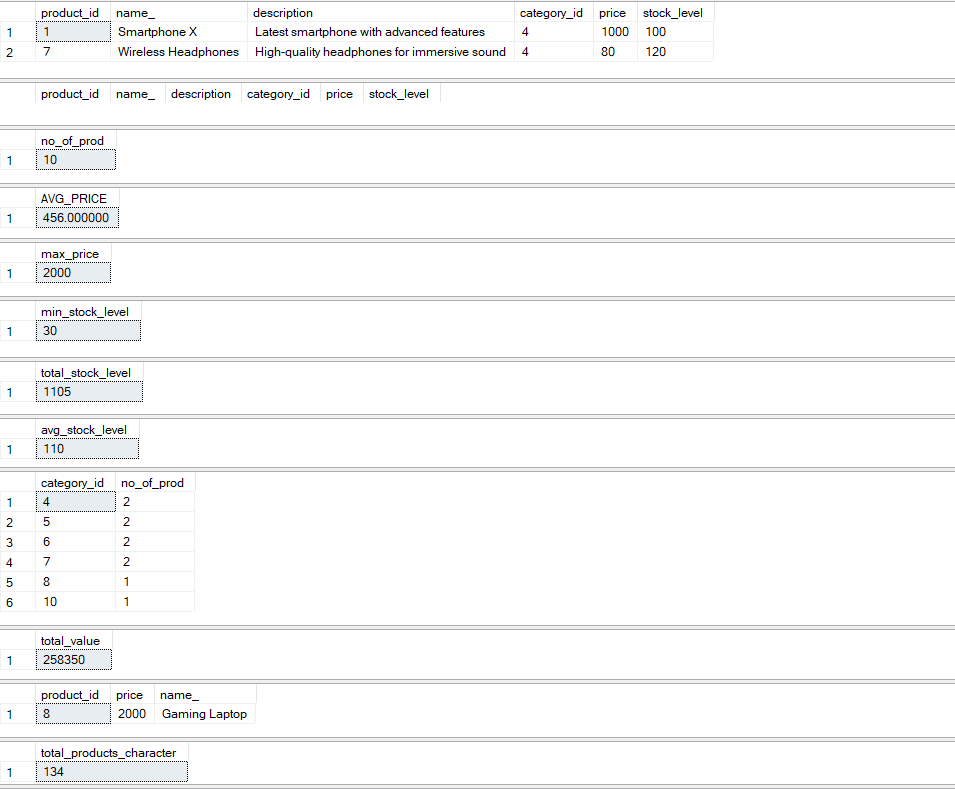 product_id name_ description category_id price stock_level
1 1 Smartphone X Latest smartphone with advanced features 4 1000 100
2 7 Wireless Headphones High-quality headphones for immersive sound 4 80 120
product_id name_ description category_id price stock_level
no_of_prod
1 10
AVG_PRICE
1 456.000000
max_price
1 2000
min_stock_level
1 30
total_stock_level
1 1105
avg_stock_level
1 110
category_id no_of_prod
1 4 2
2 5 2
3 6 2
4 7 2
5 8 1
6 10 1
total_value
1 258350
product_id price name_
1 8 2000 Gaming Laptop
total_products_character
1 134